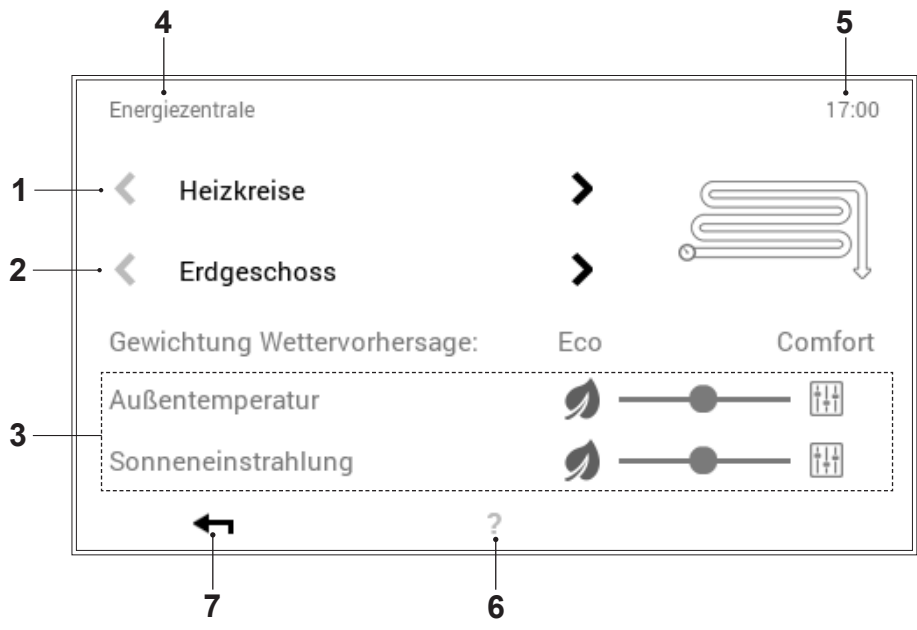 4 5
Energiezentrale 17:00
1 Heizkreise
2 Erdgeschoss
Gewichtung Wettervorhersage: Eco Comfort
Außentemperatur
3
Sonneneinstrahlung
?
7 6